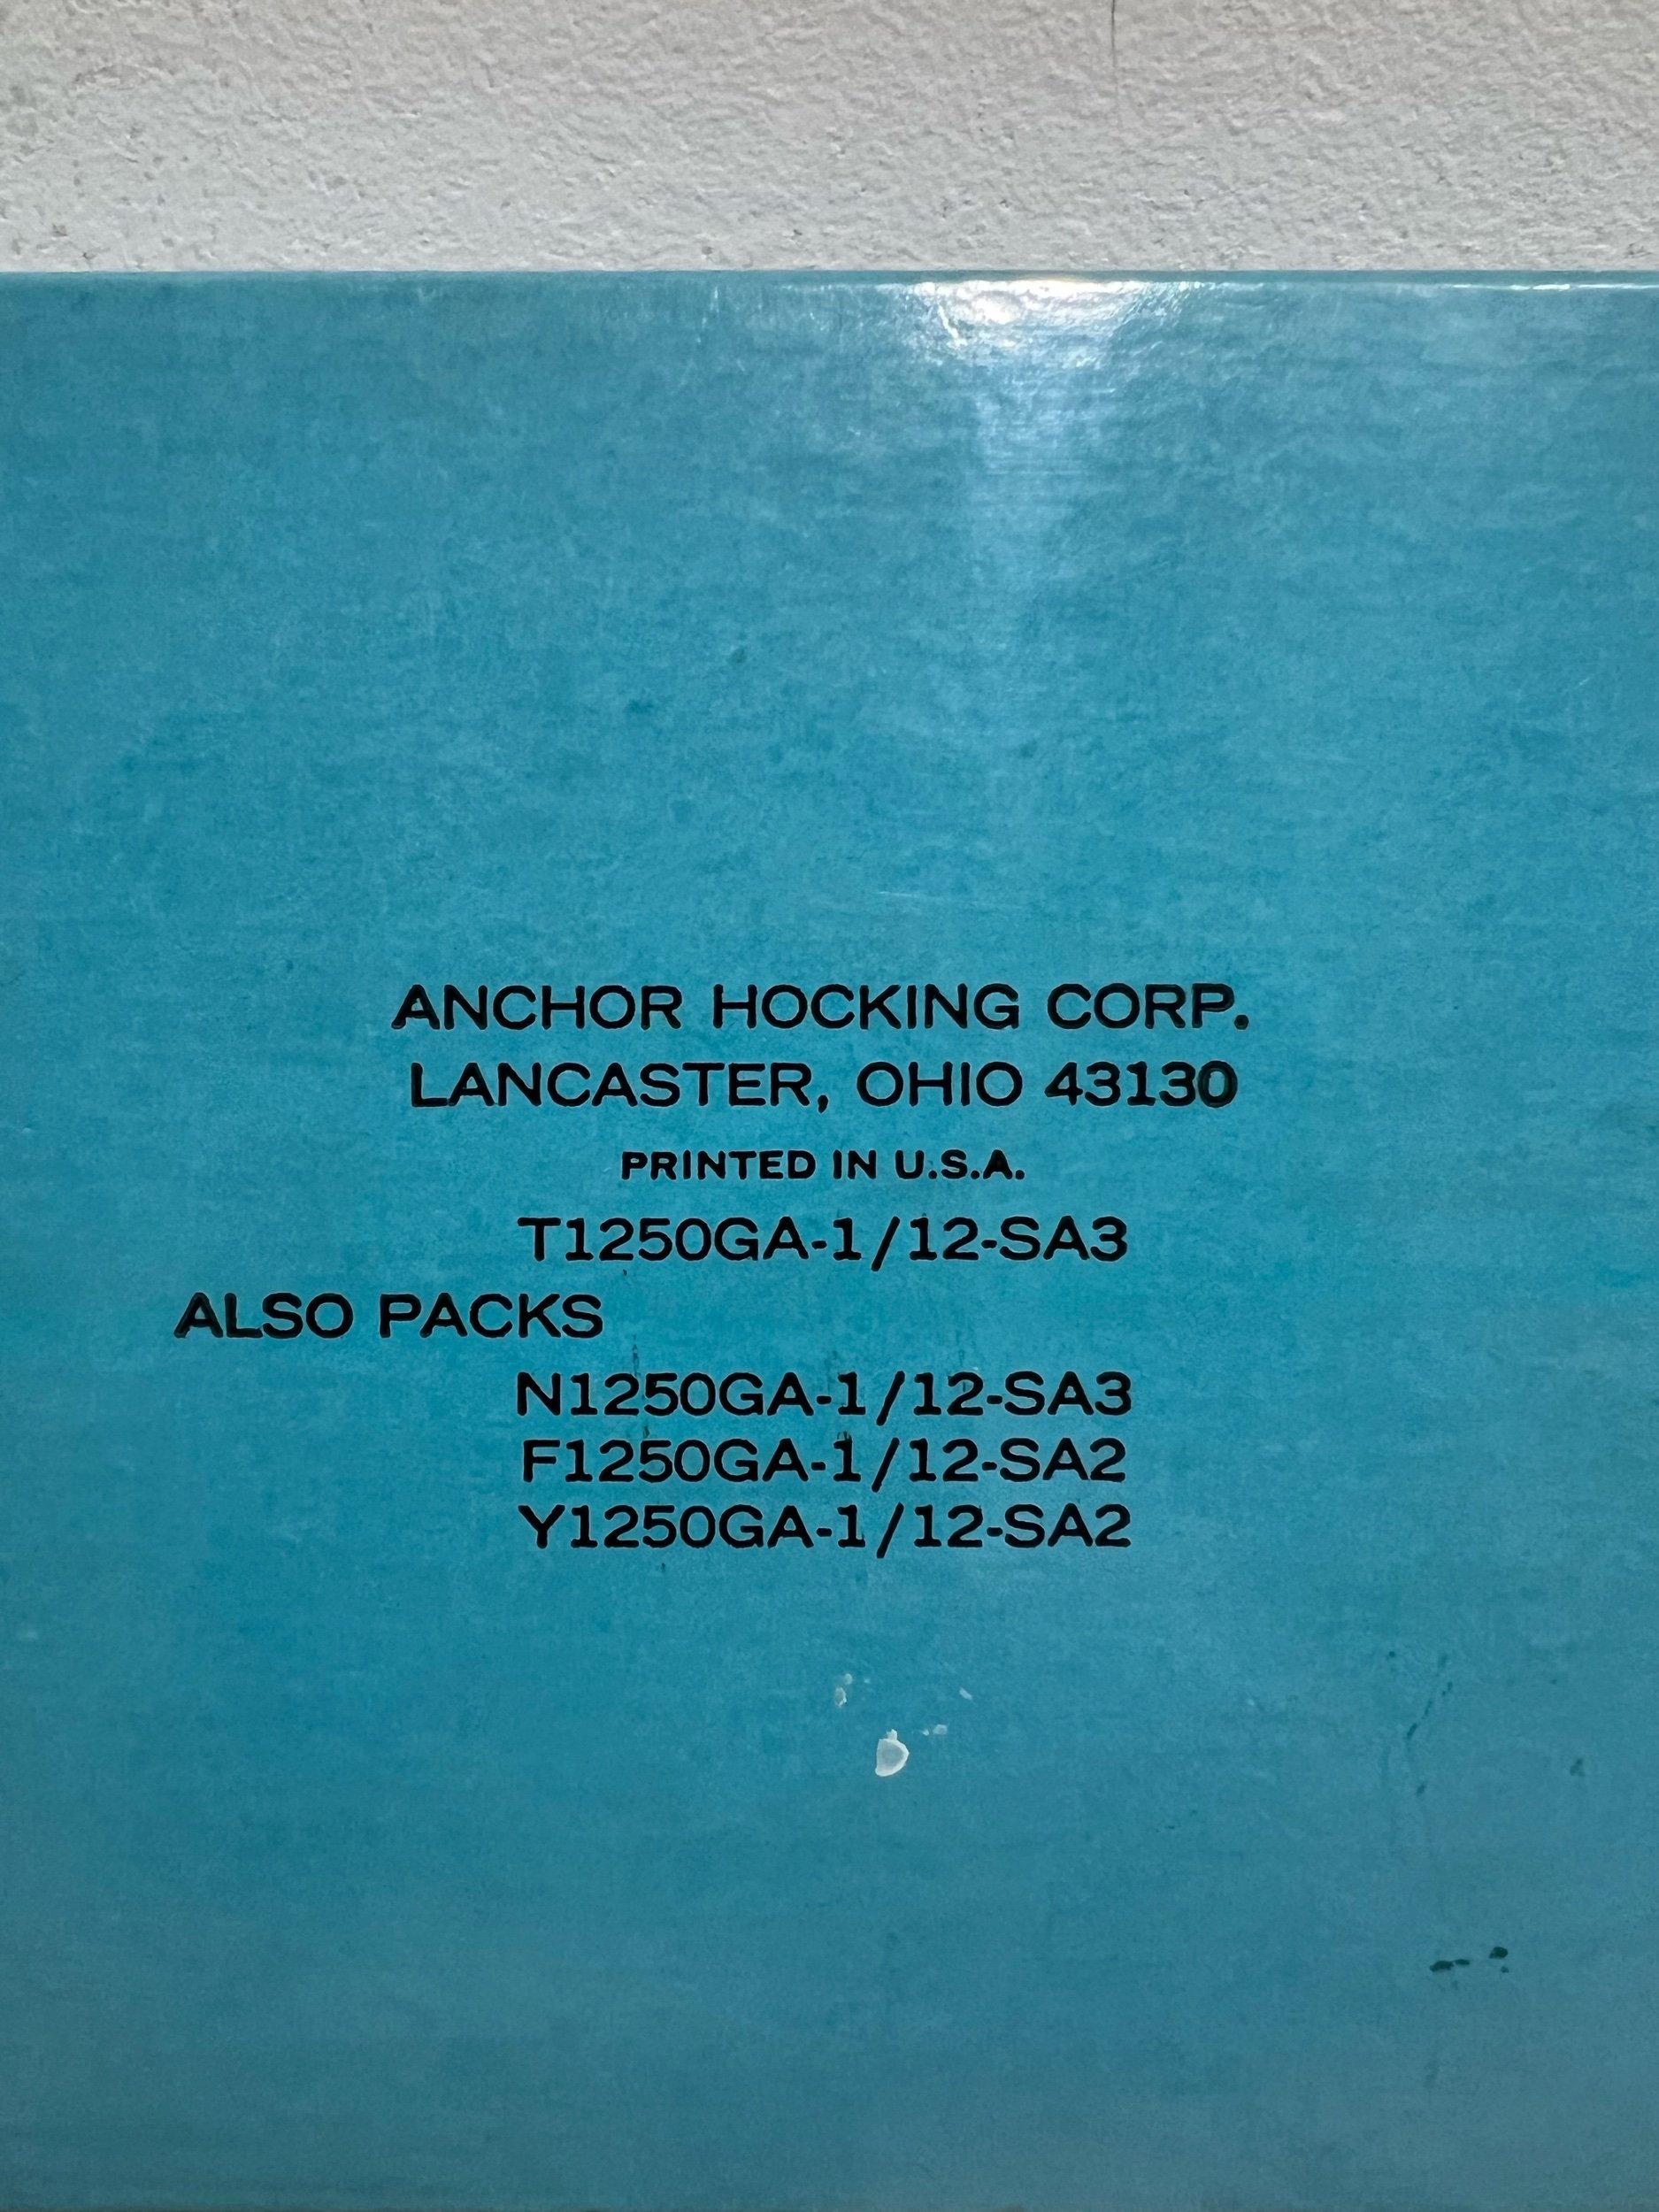 ANCHOR HOCKING CORP.
LANCASTER, OHIO 43130
PRINTED IN U.S.A.
T1250GA-1/12-SA3
ALSO PACKS
N1250GA-1/12-SA3
F1250GA-1/12-SA2
Y1250GA-1/12-SA2